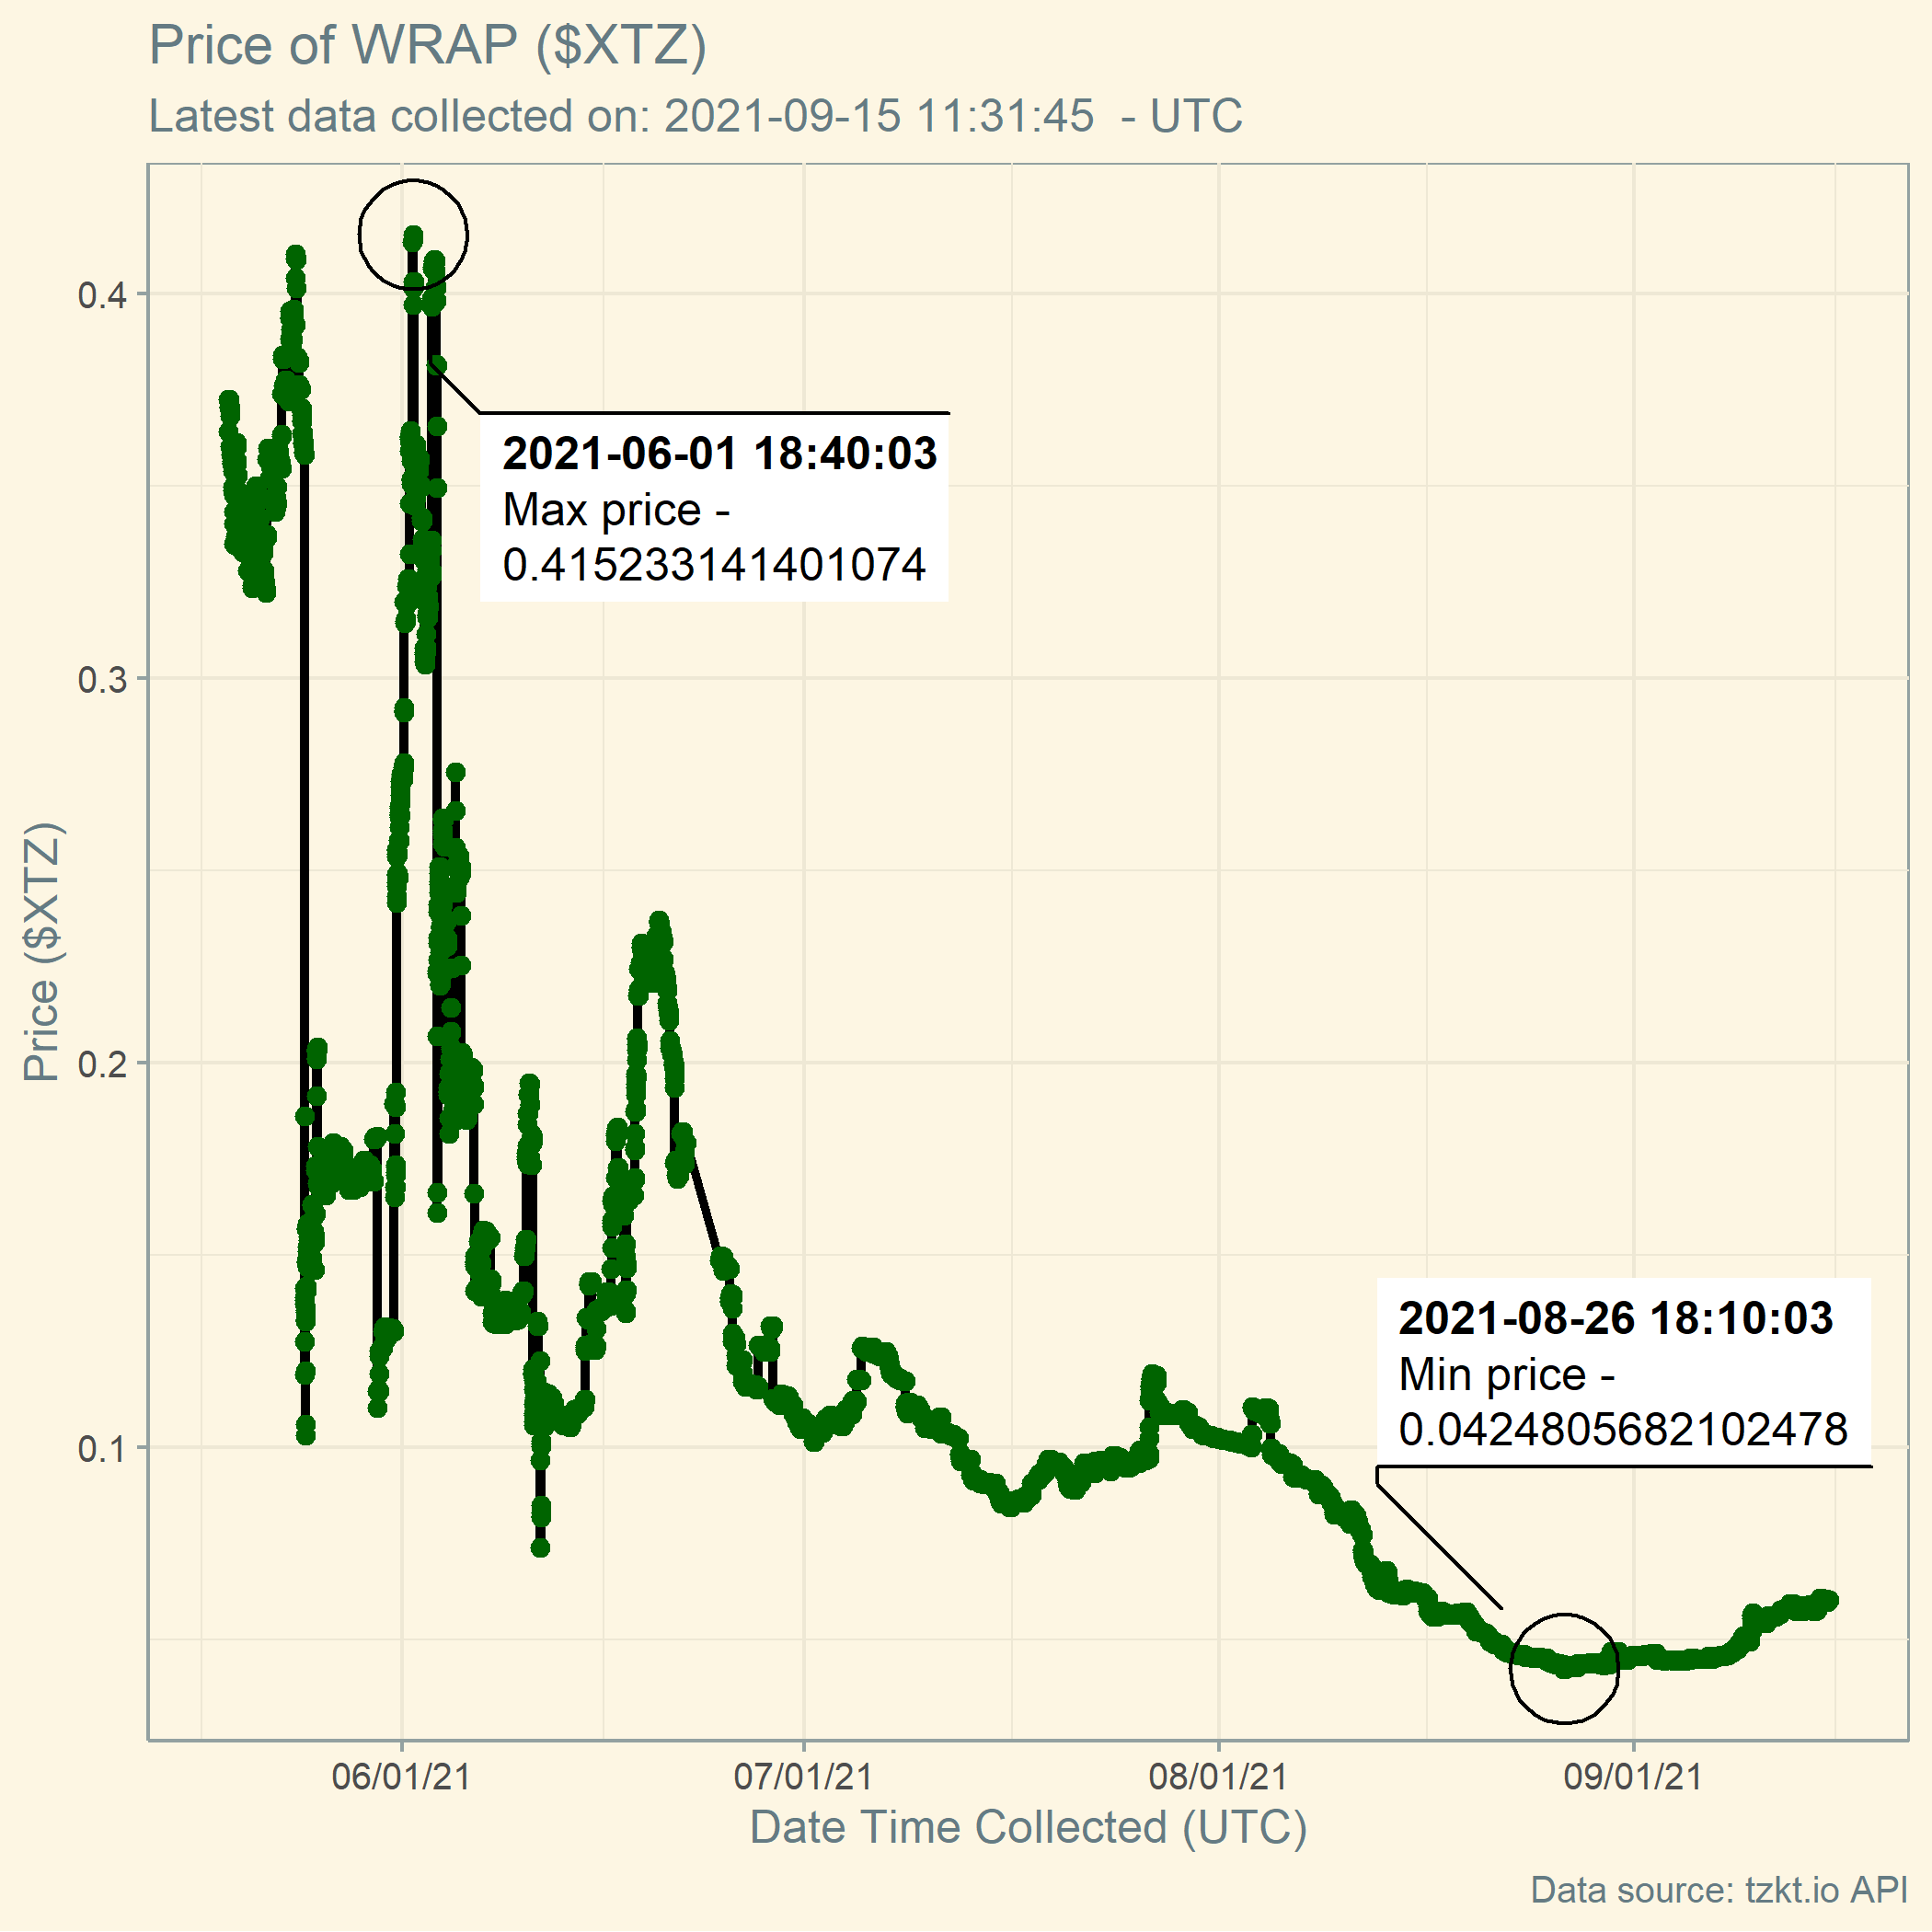 Price of WRAP ($XTZ)
Latest data collected on: 2021-09-15 11:31:45  - UTC
Price ($XTZ)
0.4
0.3
0.2
0.1
2021-06-01 18:40:03
Max price -
0.415233141401074
2021-08-26 18:10:03
Min price -
0.0424805682102478
06/01/21
07/01/21
08/01/21
09/01/21
Date Time Collected (UTC)
Data source: tzkt.io API